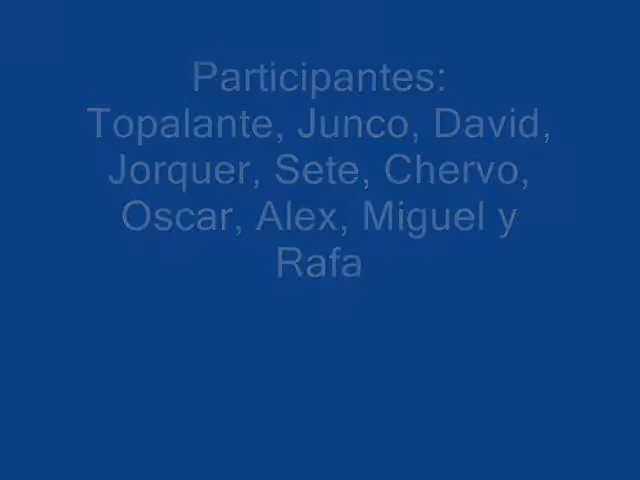 Participantes:
Topalante, Junco, David,
Jorquer, Sete, Chervo,
Oscar, Alex, Miguel y
Rafa